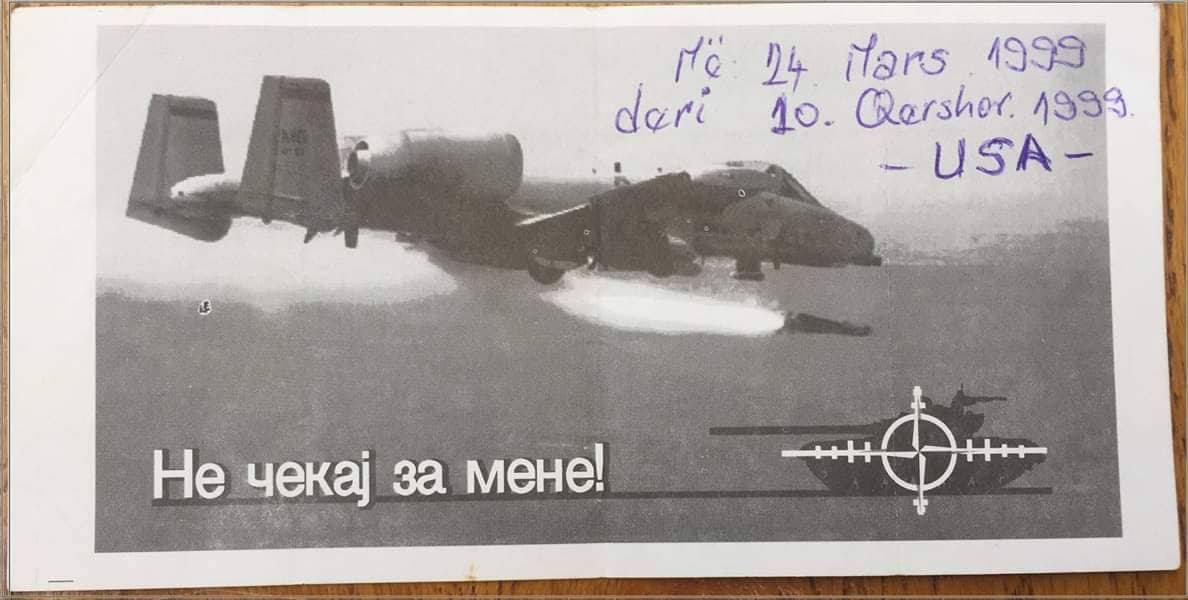 Më 24 Mars 1999
deri 10. Qershor. 1999.
- USA -
Не чекај за мене!